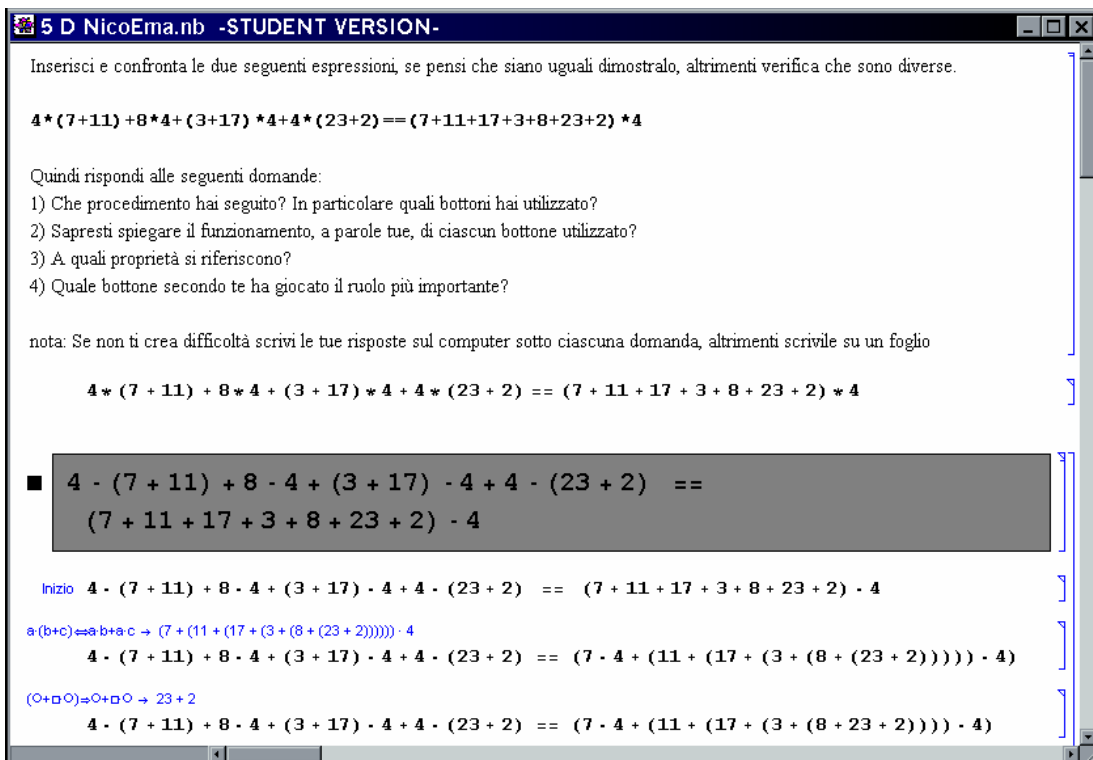 5 D NicoEma.nb -STUDENT VERSION-
Inserisci e confronta le due seguenti espressioni, se pensi che siano uguali dimostralo, altrimenti verifica che sono diverse.
4*(7+11)+8*4+(3+17)*4+4*(23+2)==(7+11+17+3+8+23+2)*4
Quindi rispondi alle seguenti domande:
1) Che procedimento hai seguito? In particolare quali bottoni hai utilizzato?
2) Sapresti spiegare il funzionamento, a parole tue, di ciascun bottone utilizzato?
3) A quali proprietà si riferiscono?
4) Quale bottone secondo te ha giocato il ruolo più importante?
nota: Se non ti crea difficoltà scrivi le tue risposte sul computer sotto ciascuna domanda, altrimenti scrivile su un foglio
4 * (7 + 11) + 8 * 4 + (3 + 17) * 4 + 4 * (23 + 2) == (7 + 11 + 17 + 3 + 8 + 23 + 2) * 4
4 · (7 + 11) + 8 · 4 + (3 + 17) · 4 + 4 · (23 + 2) ==
(7 + 11 + 17 + 3 + 8 + 23 + 2) · 4
Inizio 4 · (7 + 11) + 8 · 4 + (3 + 17) · 4 + 4 · (23 + 2) == (7 + 11 + 17 + 3 + 8 + 23 + 2) · 4
a·(b+c)⇔a·b+a·c → (7 + (11 + (17 + (3 + (8 + (23 + 2)))))) · 4
4 · (7 + 11) + 8 · 4 + (3 + 17) · 4 + 4 · (23 + 2) == (7 · 4 + (11 + (17 + (3 + (8 + (23 + 2))))) · 4)
(O+□·O)⇒O+□·O → 23 + 2
4 · (7 + 11) + 8 · 4 + (3 + 17) · 4 + 4 · (23 + 2) == (7 · 4 + (11 + (17 + (3 + (8 + 23 + 2)))) · 4)